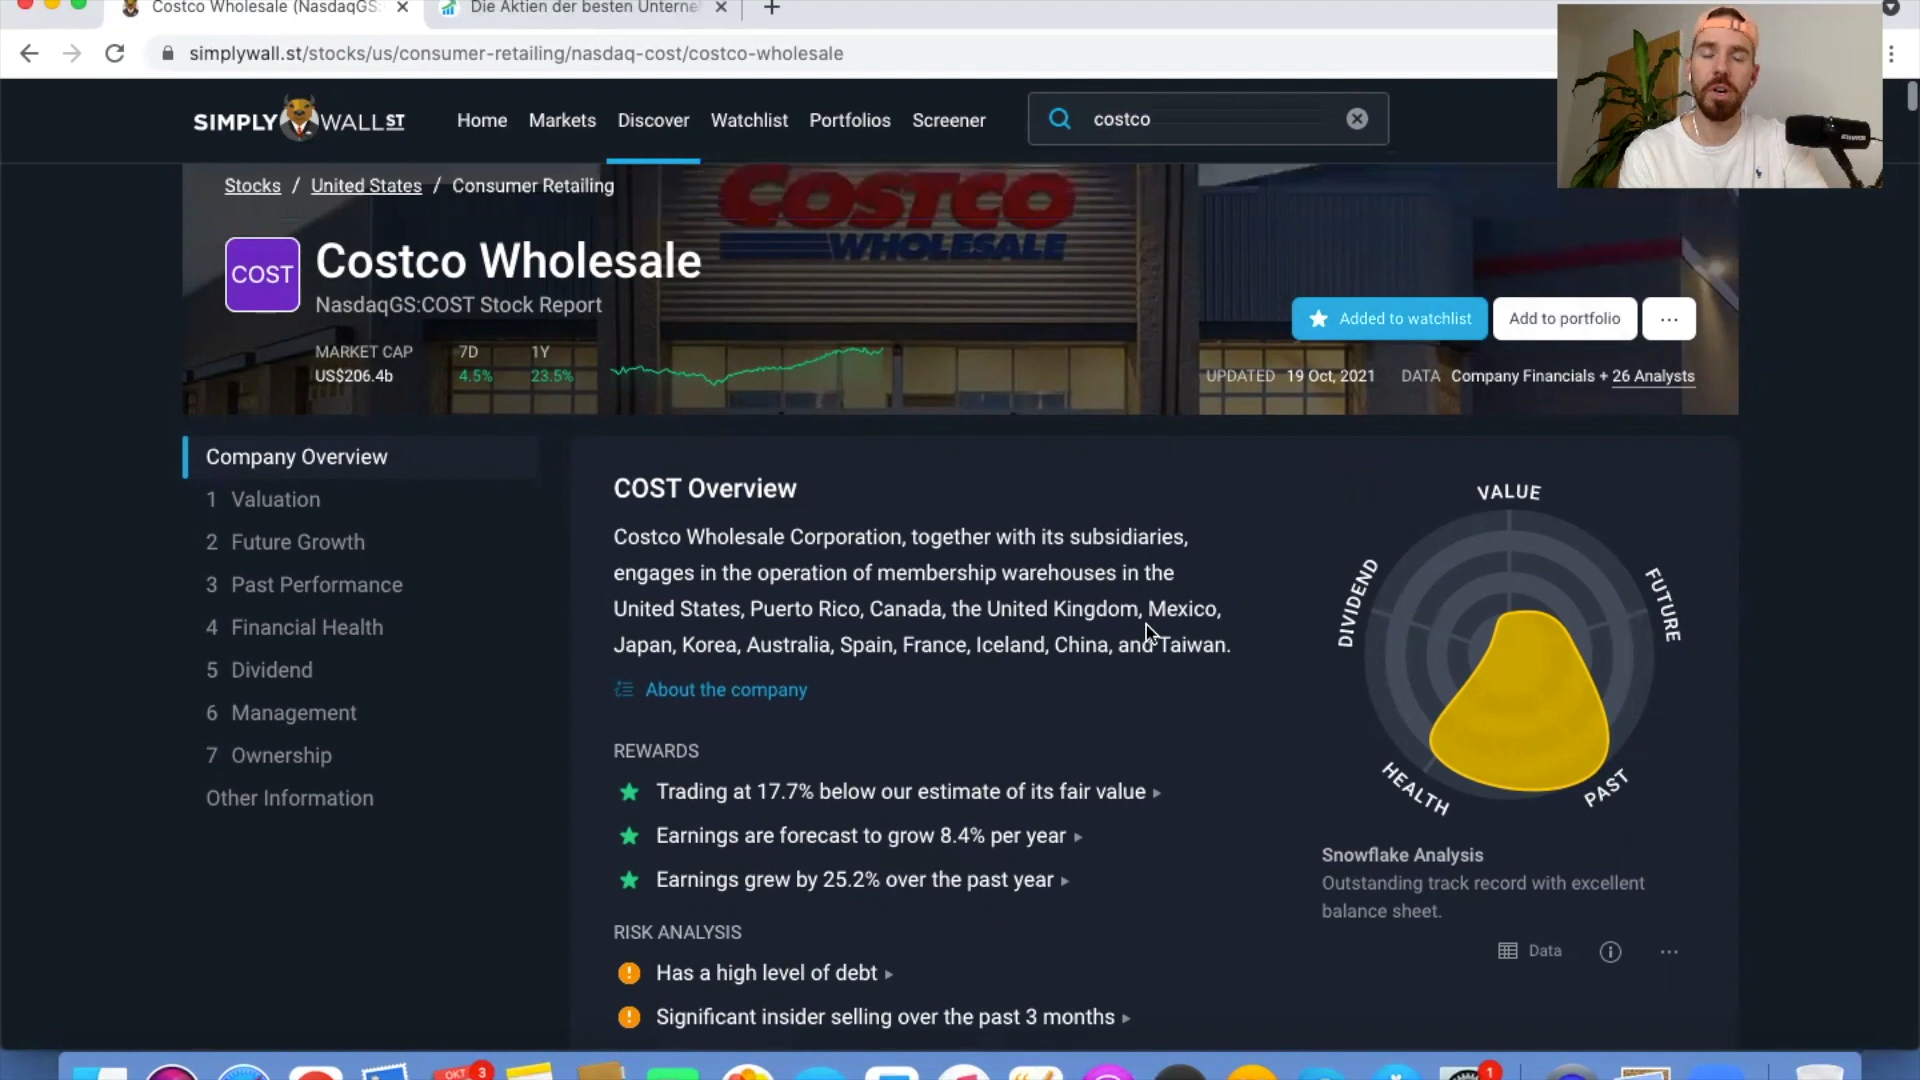 Costco Wholesale (NasdaqGS:
Die Aktien der besten Unterne
simplywall.st/stocks/us/consumer-retailing/nasdaq-cost/costco-wholesale
SIMPLY WALL ST
Home
Markets
Discover
Watchlist
Portfolios
Screener
costco
Stocks / United States / Consumer Retailing
COSTCO
WHOLESALE
COST
Costco Wholesale
NasdaqGS:COST Stock Report
Added to watchlist
Add to portfolio
...
MARKET CAP
7D
1Y
US$206.4b
4.5%
23.5%
UPDATED 19 Oct, 2021
DATA Company Financials + 26 Analysts
Company Overview
1 Valuation
2 Future Growth
3 Past Performance
4 Financial Health
5 Dividend
6 Management
7 Ownership
Other Information
COST Overview
Costco Wholesale Corporation, together with its subsidiaries,
engages in the operation of membership warehouses in the
United States, Puerto Rico, Canada, the United Kingdom, Mexico,
Japan, Korea, Australia, Spain, France, Iceland, China, and Taiwan.
About the company
REWARDS
Trading at 17.7% below our estimate of its fair value
Earnings are forecast to grow 8.4% per year
Earnings grew by 25.2% over the past year
RISK ANALYSIS
Has a high level of debt
Significant insider selling over the past 3 months
VALUE
FUTURE
PAST
HEALTH
DIVIDEND
Snowflake Analysis
Outstanding track record with excellent
balance sheet.
Data
...
OKT
3
1